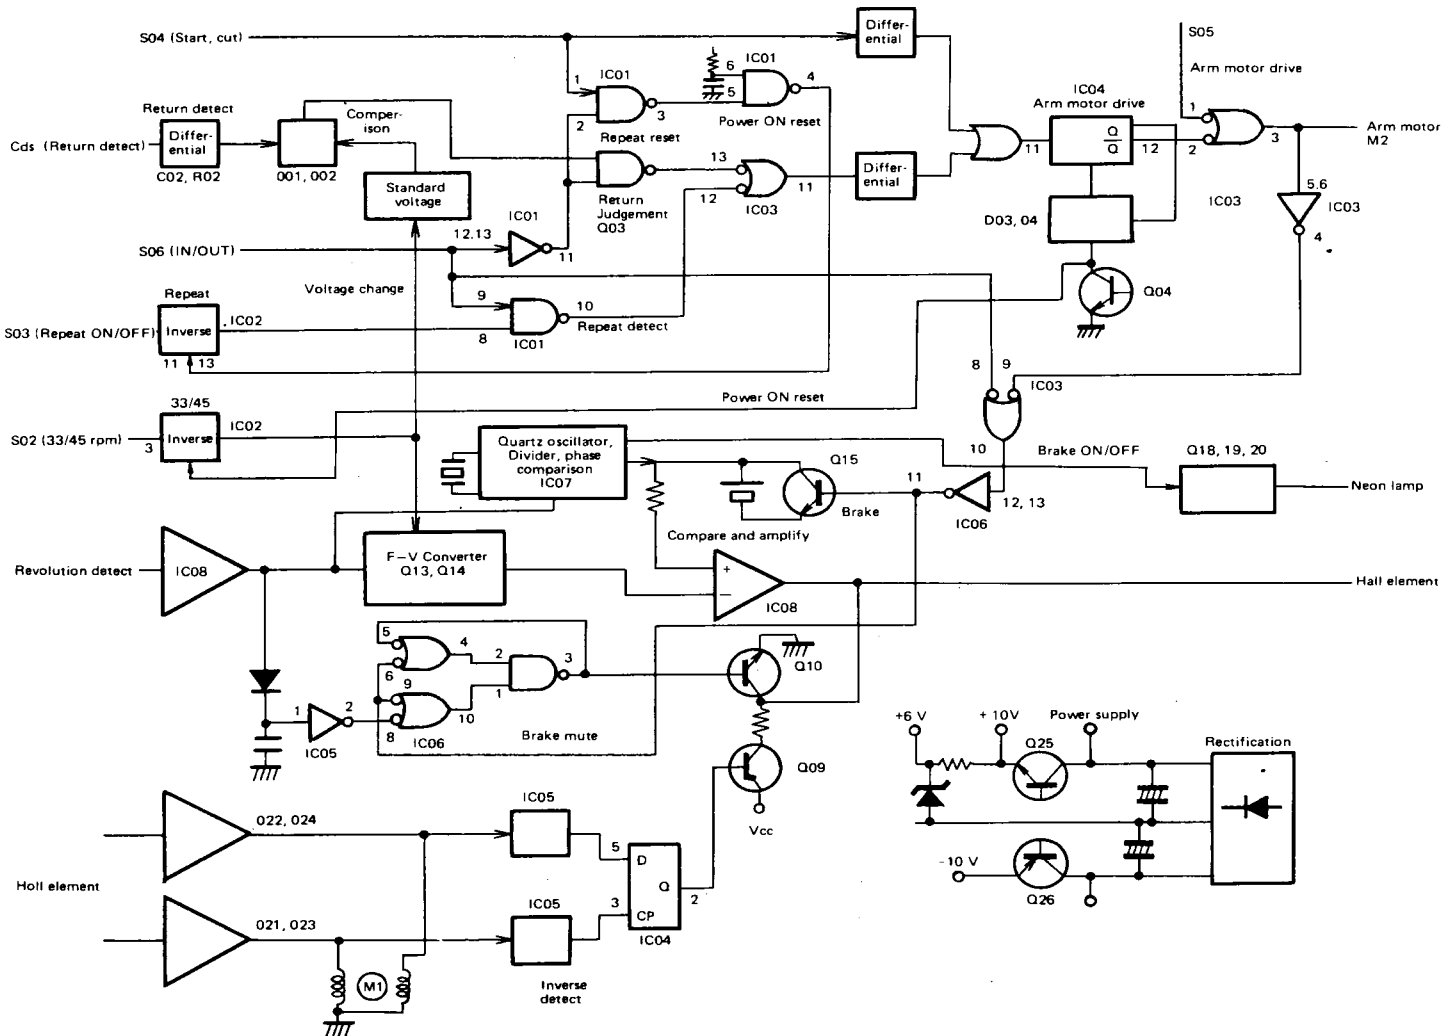 S04 (Start, cut)
Differ-
ential
S05
Arm motor drive
IC01
1
2
3
Repeat reset
6
5
IC01
4
Power ON reset
Return detect
Cds (Return detect)
Differ-
ential
C02, R02
Comper-
ison
001, 002
Standard
voltage
13
12
Return
Judgement
Q03
IC03
11
Differ-
ential
IC04
Arm motor drive
11
Q
Q
12
1
2
3
Arm motor
M2
D03, 04
IC03
5.6
IC03
4
Q04
S06 (IN/OUT)
12.13
IC01
11
Voltage change
9
8
10
IC01
Repeat detect
Repeat
S03 (Repeat ON/OFF)
Inverse
IC02
11
13
Power ON reset
8
9
IC03
10
33/45
S02 (33/45 rpm)
3
Inverse
IC02
Quartz oscillator,
Divider, phase
comparison
IC07
Q15
Brake
11
IC06
12, 13
Brake ON/OFF
Q18, 19, 20
Neon lamp
Compare and amplify
Revolution detect
IC08
F-V Converter
Q13, Q14
+
−
IC08
Hall element
5
6
4
9
8
10
2
1
3
1
2
IC05
IC06
Brake mute
Q10
Q09
Vcc
+6 V
+ 10V
Power supply
Q25
Rectification
-10 V
Q26
Holl element
022, 024
021, 023
IC05
IC05
5
D
Q
2
3
CP
IC04
M1
Inverse
detect